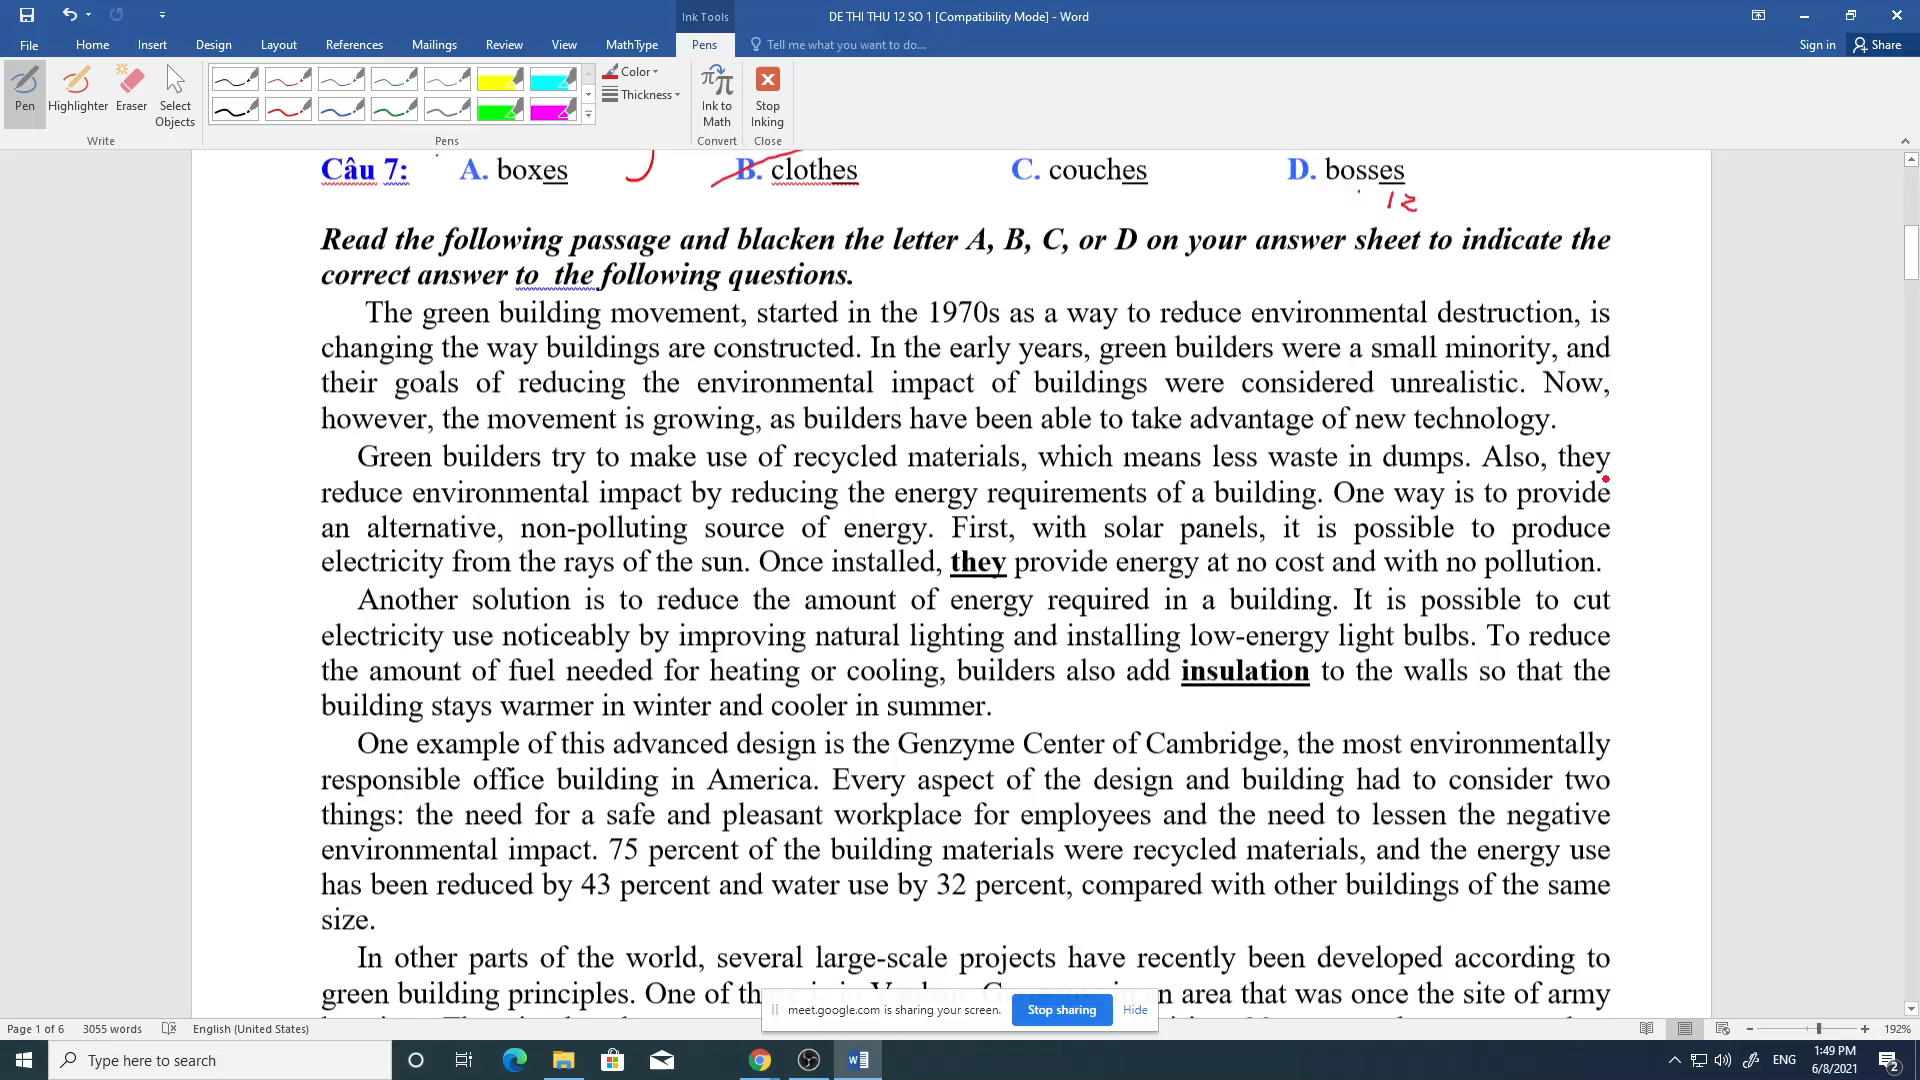 Ink Tools
DE THI THU 12 SO 1 [Compatibility Mode] - Word
File Home Insert Design Layout References Mailings Review View MathType Pens Tell me what you want to do... Sign in Share
Pen Highlighter Eraser Select Objects
Color
Thickness
Ink to Math
Stop Inking
Write Pens Convert Close
Câu 7: A. boxes B. clothes C. couches D. bosses
iz
Read the following passage and blacken the letter A, B, C, or D on your answer sheet to indicate the
correct answer to the following questions.
The green building movement, started in the 1970s as a way to reduce environmental destruction, is
changing the way buildings are constructed. In the early years, green builders were a small minority, and
their goals of reducing the environmental impact of buildings were considered unrealistic. Now,
however, the movement is growing, as builders have been able to take advantage of new technology.
Green builders try to make use of recycled materials, which means less waste in dumps. Also, they
reduce environmental impact by reducing the energy requirements of a building. One way is to provide
an alternative, non-polluting source of energy. First, with solar panels, it is possible to produce
electricity from the rays of the sun. Once installed, they provide energy at no cost and with no pollution.
Another solution is to reduce the amount of energy required in a building. It is possible to cut
electricity use noticeably by improving natural lighting and installing low-energy light bulbs. To reduce
the amount of fuel needed for heating or cooling, builders also add insulation to the walls so that the
building stays warmer in winter and cooler in summer.
One example of this advanced design is the Genzyme Center of Cambridge, the most environmentally
responsible office building in America. Every aspect of the design and building had to consider two
things: the need for a safe and pleasant workplace for employees and the need to lessen the negative
environmental impact. 75 percent of the building materials were recycled materials, and the energy use
has been reduced by 43 percent and water use by 32 percent, compared with other buildings of the same
size.
In other parts of the world, several large-scale projects have recently been developed according to
green building principles. One of an area that was once the site of army
meet.google.com is sharing your screen. Stop sharing Hide
Page 1 of 6 3055 words English (United States) 192%
Type here to search
ENG
1:49 PM
6/8/2021
2